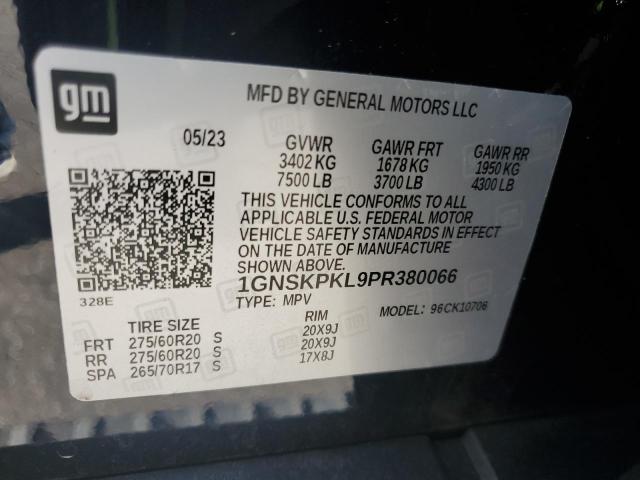 gm
MFD BY GENERAL MOTORS LLC
05/23 GVWR GAWR FRT GAWR RR
3402 KG 1678 KG 1950 KG
7500 LB 3700 LB 4300 LB
THIS VEHICLE CONFORMS TO ALL
APPLICABLE U.S. FEDERAL MOTOR
VEHICLE SAFETY STANDARDS IN EFFECT
ON THE DATE OF MANUFACTURE
SHOWN ABOVE.
328E
1GNSKPKL9PR380066
TYPE: MPV MODEL: 96CK10706
TIRE SIZE RIM
FRT 275/60R20 S 20X9J
RR 275/60R20 S 20X9J
SPA 265/70R17 S 17X8J